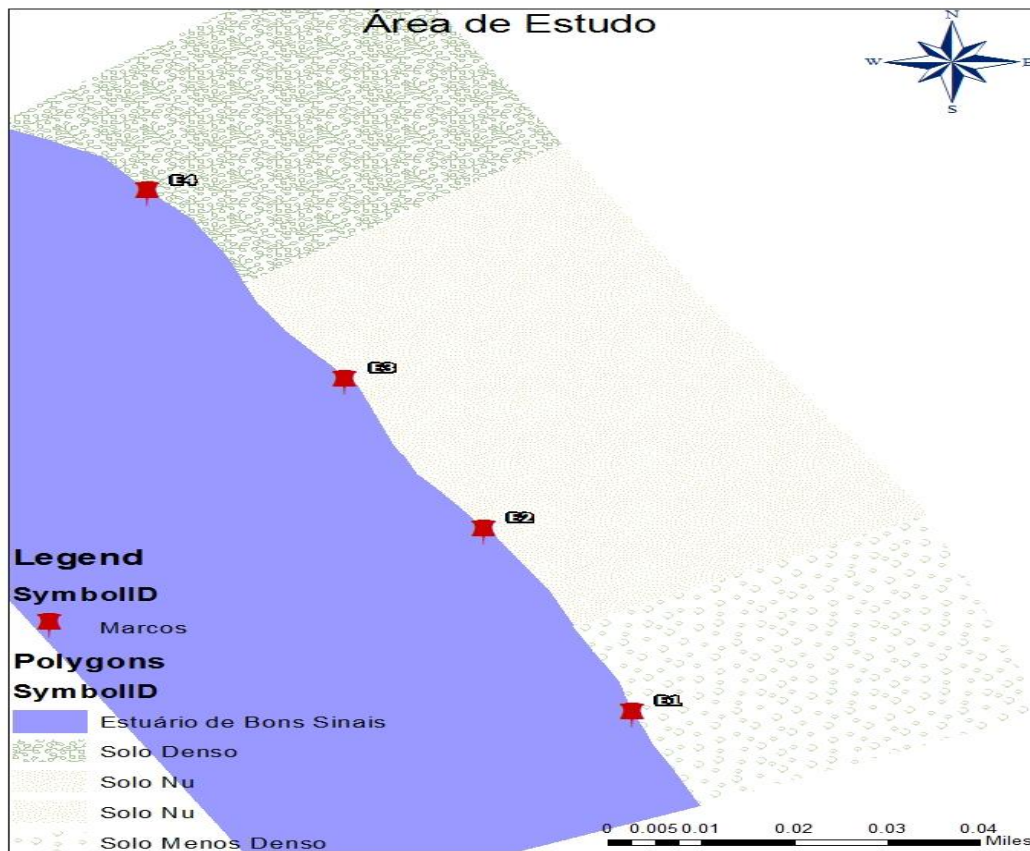 Área de Estudo
N
W
E
S
E4
E3
E2
E1
Legend
SymbolID
Marcos
Polygons
SymbolID
Estuário de Bons Sinais
Solo Denso
Solo Nu
Solo Nu
Solo Menos Denso
0 0.005 0.01 0.02 0.03 0.04
Miles